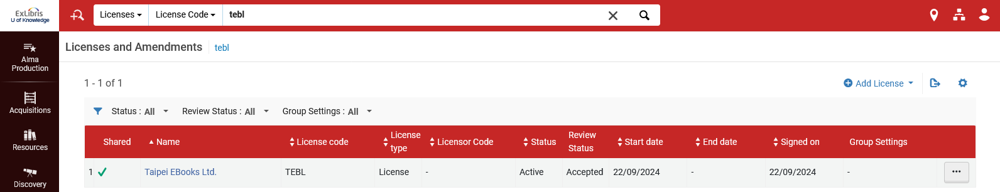 ExLibris
U of Knowledge
Licenses License Code tebl
Licenses and Amendments tebl
Alma
Production
1 - 1 of 1
Add License
Acquisitions
Status : All Review Status : All Group Settings : All
Shared Name License code License type Licensor Code Status Review Status Start date End date Signed on Group Settings
Resources
1 Taipei EBooks Ltd. TEBL License - Active Accepted 22/09/2024 - 22/09/2024 -
Discovery